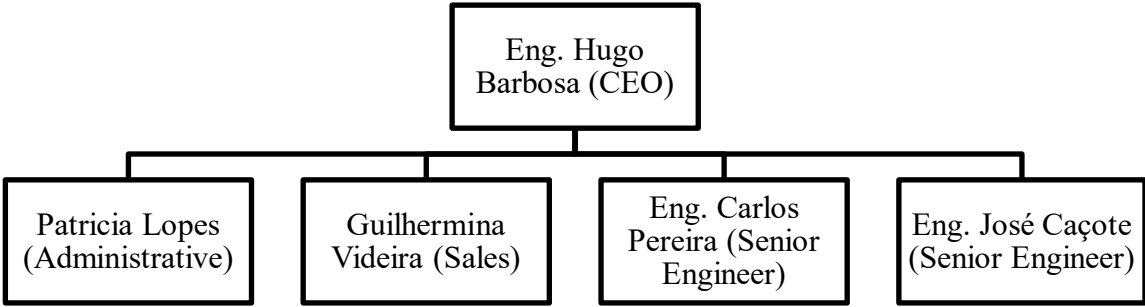 Eng. Hugo
Barbosa (CEO)
Patricia Lopes
(Administrative)
Guilhermina
Videira (Sales)
Eng. Carlos
Pereira (Senior
Engineer)
Eng. José Caçote
(Senior Engineer)